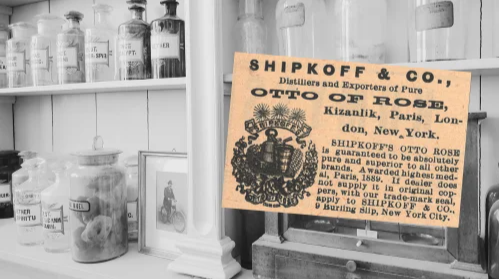 SHIPKOFF & CO.,
Distillers and Exporters of Pure
OTTO OF ROSE,
Kizanlik, Paris, Lon-
don, New York.
SHIPKOFF
SHIPKOFF'S OTTO ROSE
is guaranteed to be absolutely
pure and superior to all other
brands. Awarded highest med-
al, Paris, 1889. If dealer does
not supply it in original cop-
pers, with our trade-mark seal,
apply to SHIPKOFF & CO.,
9 Burling Slip, New York City.